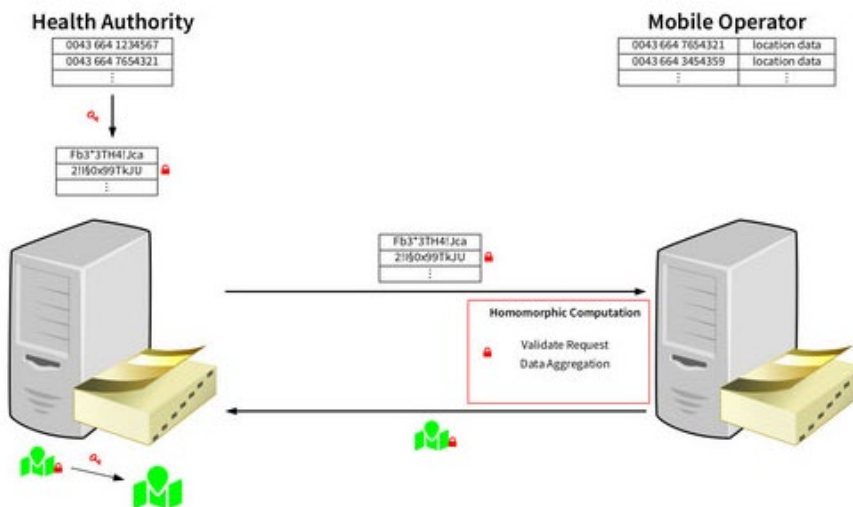 Health Authority
0043 664 1234567
0043 664 7654321
⋮
Fb3*3TH4!Jca
2!I§0x99TkJU
⋮
Mobile Operator
0043 664 7654321 location data
0043 664 3454359 location data
⋮ ⋮
Fb3*3TH4!Jca
2!I§0x99TkJU
⋮
Homomorphic Computation
Validate Request
Data Aggregation